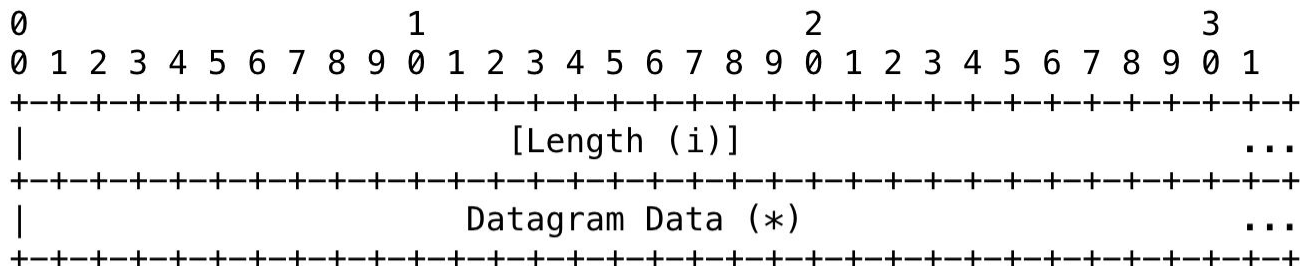 0                   1                   2                   3
0 1 2 3 4 5 6 7 8 9 0 1 2 3 4 5 6 7 8 9 0 1 2 3 4 5 6 7 8 9 0 1
+-+-+-+-+-+-+-+-+-+-+-+-+-+-+-+-+-+-+-+-+-+-+-+-+-+-+-+-+-+-+-+-+
|                        [Length (i)]                         ...
+-+-+-+-+-+-+-+-+-+-+-+-+-+-+-+-+-+-+-+-+-+-+-+-+-+-+-+-+-+-+-+-+
|                      Datagram Data (*)                      ...
+-+-+-+-+-+-+-+-+-+-+-+-+-+-+-+-+-+-+-+-+-+-+-+-+-+-+-+-+-+-+-+-+